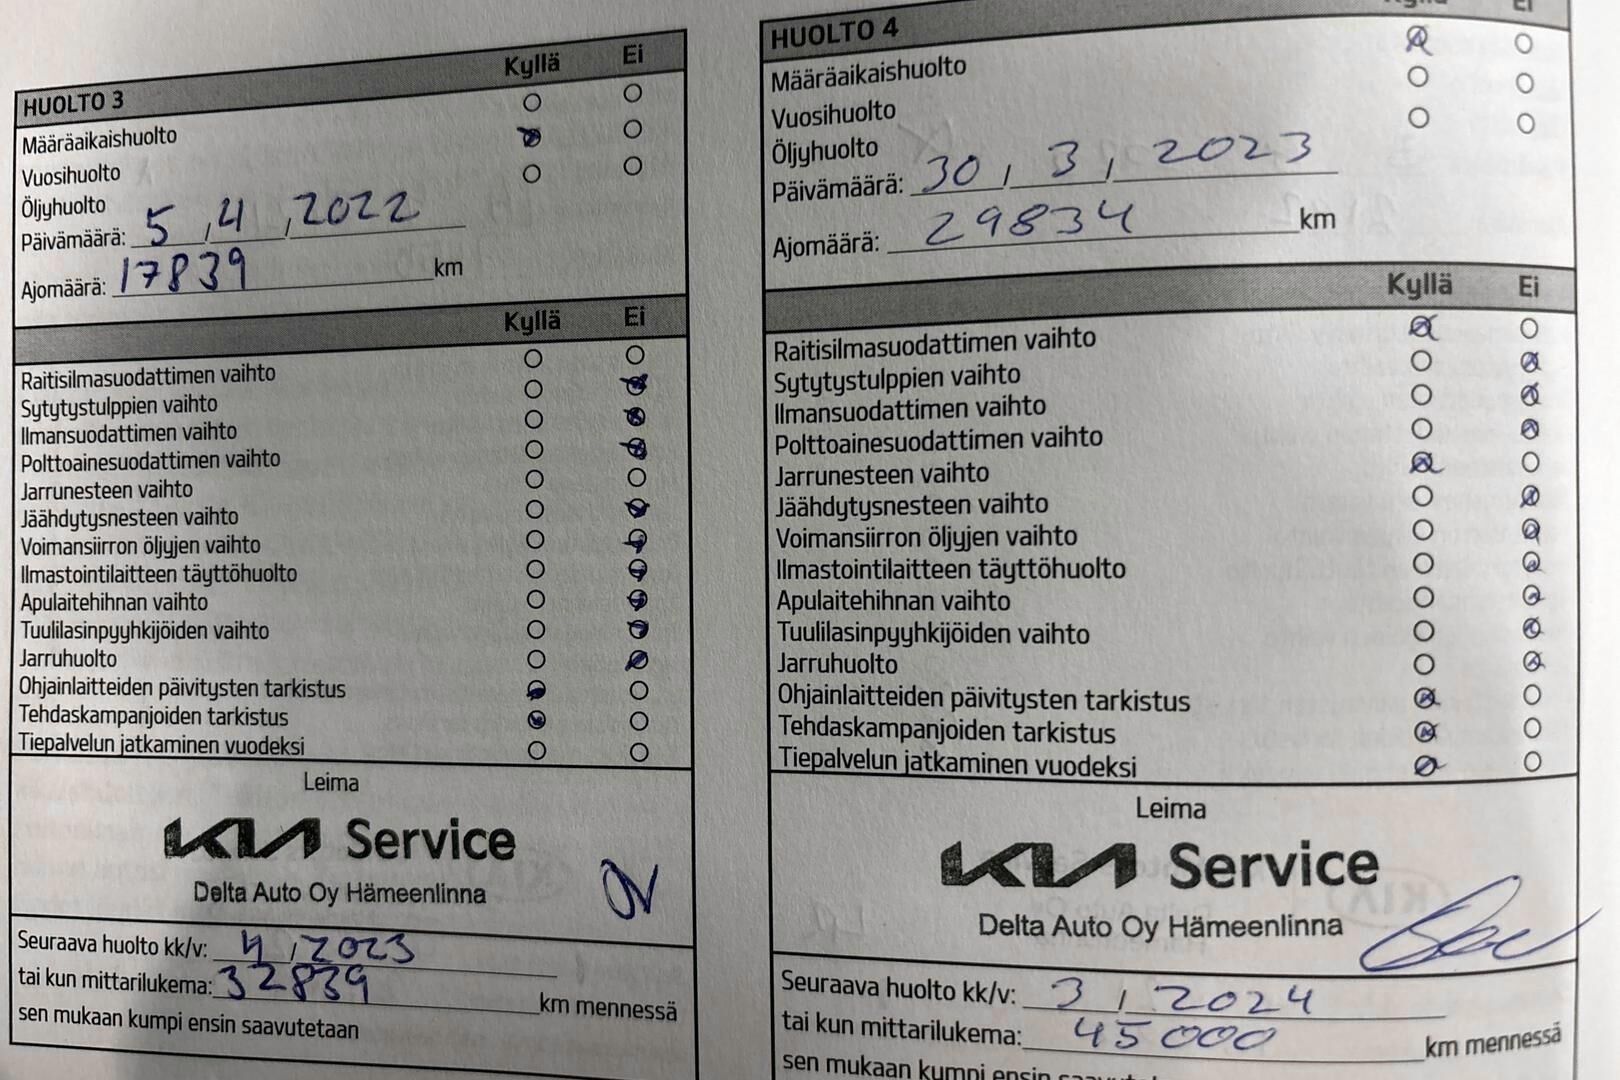 HUOLTO 3 Kyllä Ei
Määräaikaishuolto
Vuosihuolto
Öljyhuolto
Päivämäärä: 5,4,2022
Ajomäärä: 17839 km
Kyllä Ei
Raitisilmasuodattimen vaihto
Sytytystulppien vaihto
Ilmansuodattimen vaihto
Polttoainesuodattimen vaihto
Jarrunesteen vaihto
Jäähdytysnesteen vaihto
Voimansiirron öljyjen vaihto
Ilmastointilaitteen täyttöhuolto
Apulaitehihnan vaihto
Tuulilasinpyyhkijöiden vaihto
Jarruhuolto
Ohjainlaitteiden päivitysten tarkistus
Tehdaskampanjoiden tarkistus
Tiepalvelun jatkaminen vuodeksi
Leima
KIA Service
Delta Auto Oy Hämeenlinna
Seuraava huolto kk/v: 4/2023
tai kun mittarilukema: 32839 km mennessä
sen mukaan kumpi ensin saavutetaan
HUOLTO 4 Kyllä Ei
Määräaikaishuolto
Vuosihuolto
Öljyhuolto
Päivämäärä: 30, 3, 2023
Ajomäärä: 29834 km
Kyllä Ei
Raitisilmasuodattimen vaihto
Sytytystulppien vaihto
Ilmansuodattimen vaihto
Polttoainesuodattimen vaihto
Jarrunesteen vaihto
Jäähdytysnesteen vaihto
Voimansiirron öljyjen vaihto
Ilmastointilaitteen täyttöhuolto
Apulaitehihnan vaihto
Tuulilasinpyyhkijöiden vaihto
Jarruhuolto
Ohjainlaitteiden päivitysten tarkistus
Tehdaskampanjoiden tarkistus
Tiepalvelun jatkaminen vuodeksi
Leima
KIA Service
Delta Auto Oy Hämeenlinna
Seuraava huolto kk/v: 3/2024
tai kun mittarilukema: 45000 km mennessä
sen mukaan kumpi ensin